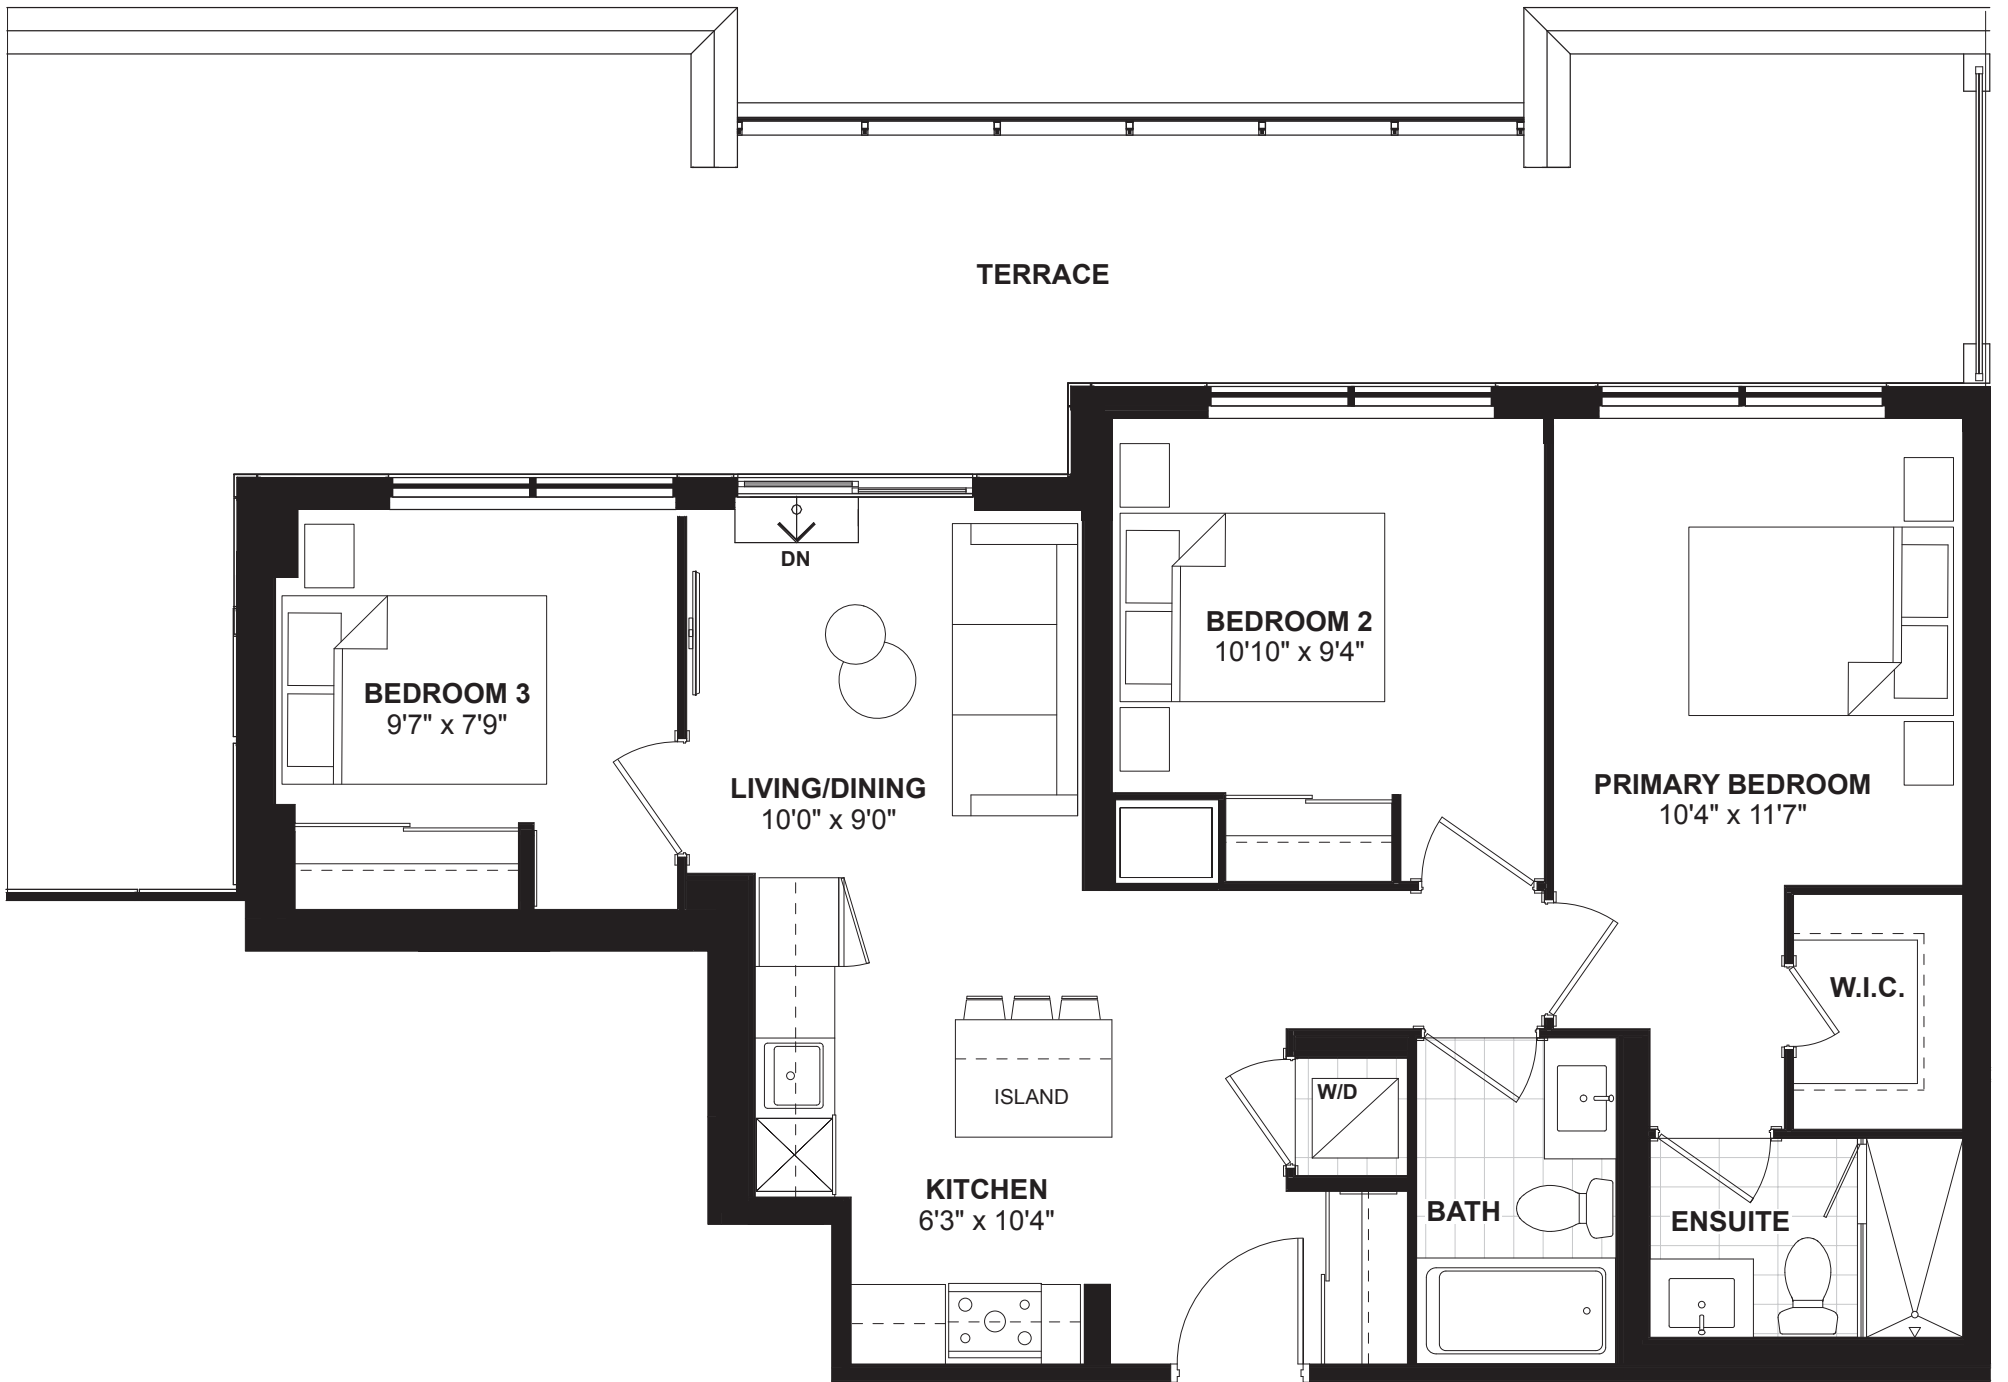 TERRACE
DN
BEDROOM 2
10'10" x 9'4"
BEDROOM 3
9'7" x 7'9"
LIVING/DINING
10'0" x 9'0"
PRIMARY BEDROOM
10'4" x 11'7"
W.I.C.
ISLAND
W/D
KITCHEN
6'3" x 10'4"
BATH
ENSUITE